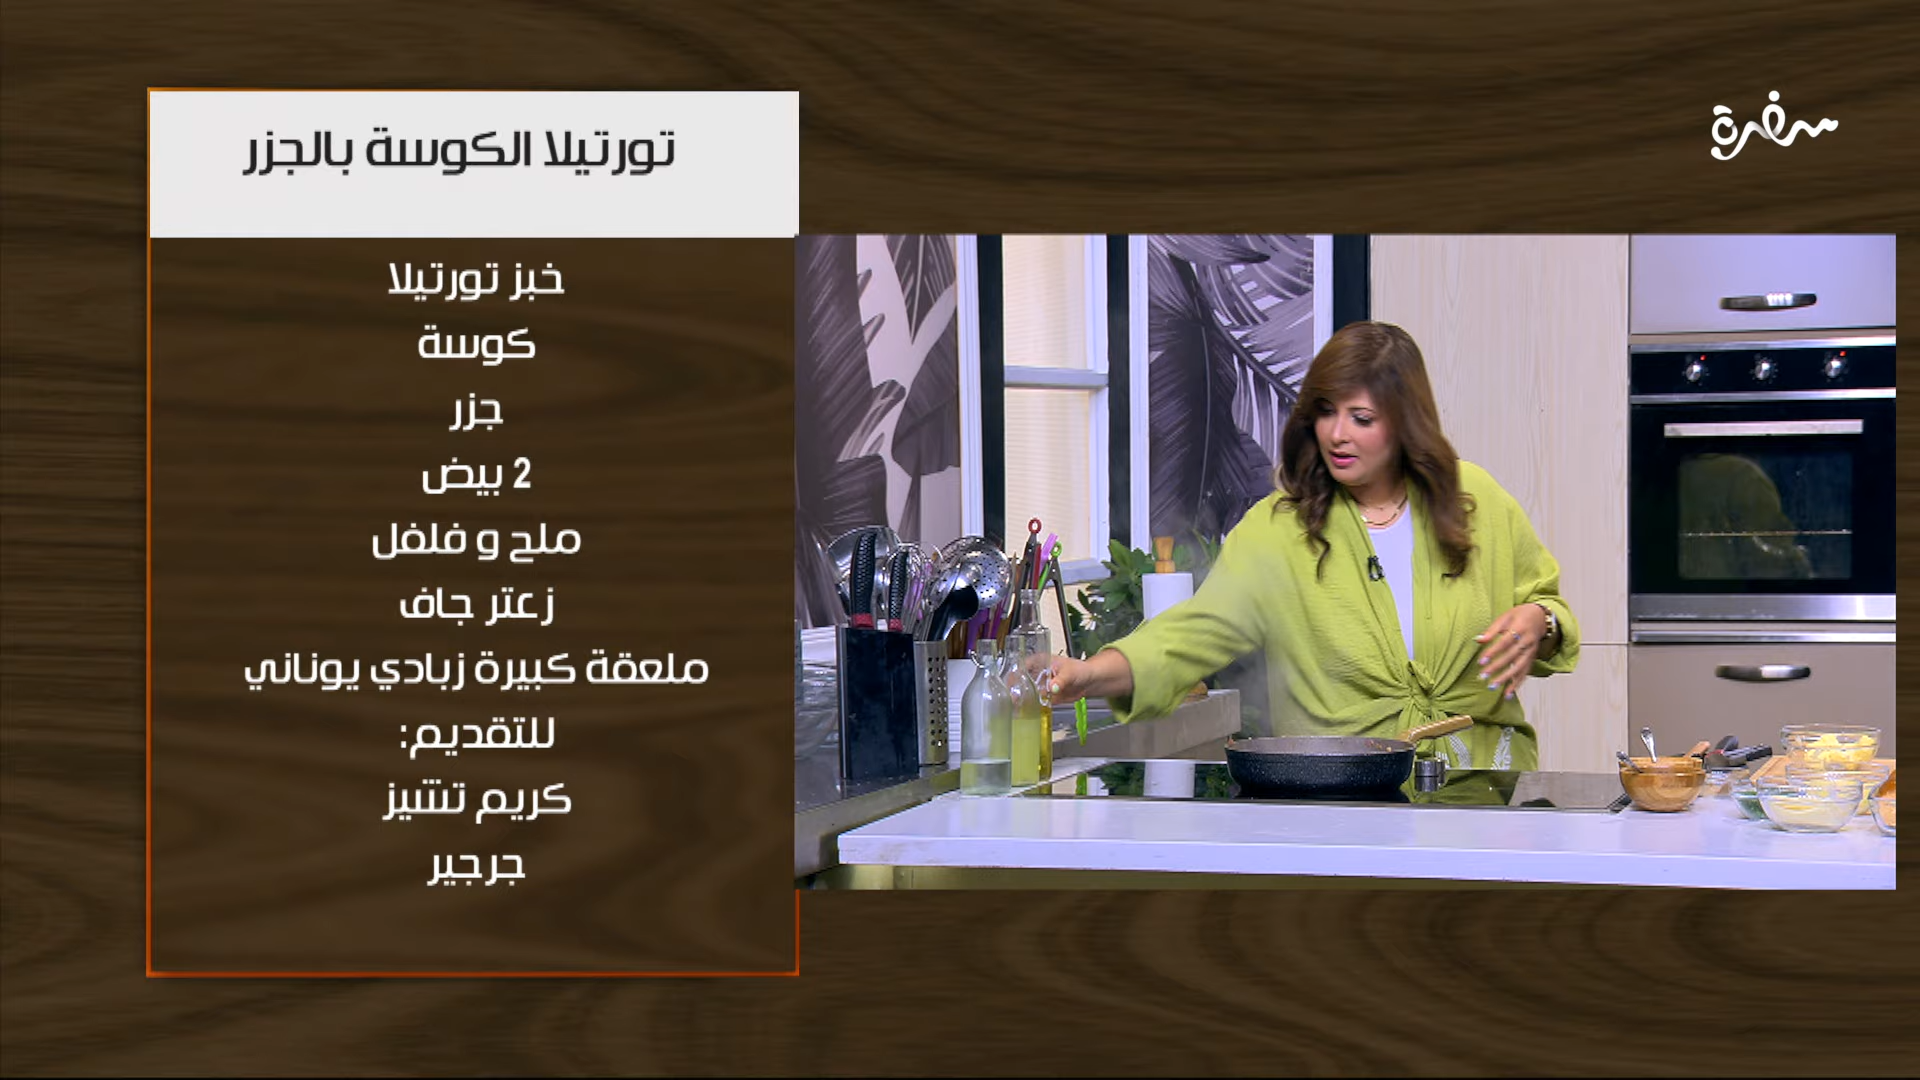 سفرة
تورتيلا الكوسة بالجزر
خبز تورتيلا
كوسة
جزر
2 بيض
ملح و فلفل
زعتر جاف
ملعقة كبيرة زبادي يوناني
للتقديم:
كريم تشيز
جرجير